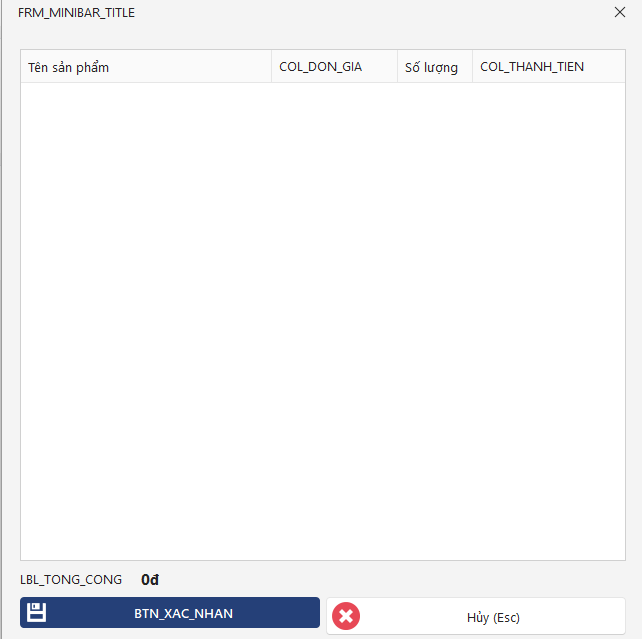 FRM_MINIBAR_TITLE
Tên sản phẩm COL_DON_GIA Số lượng COL_THANH_TIEN
LBL_TONG_CONG 0đ
BTN_XAC_NHAN Hủy (Esc)